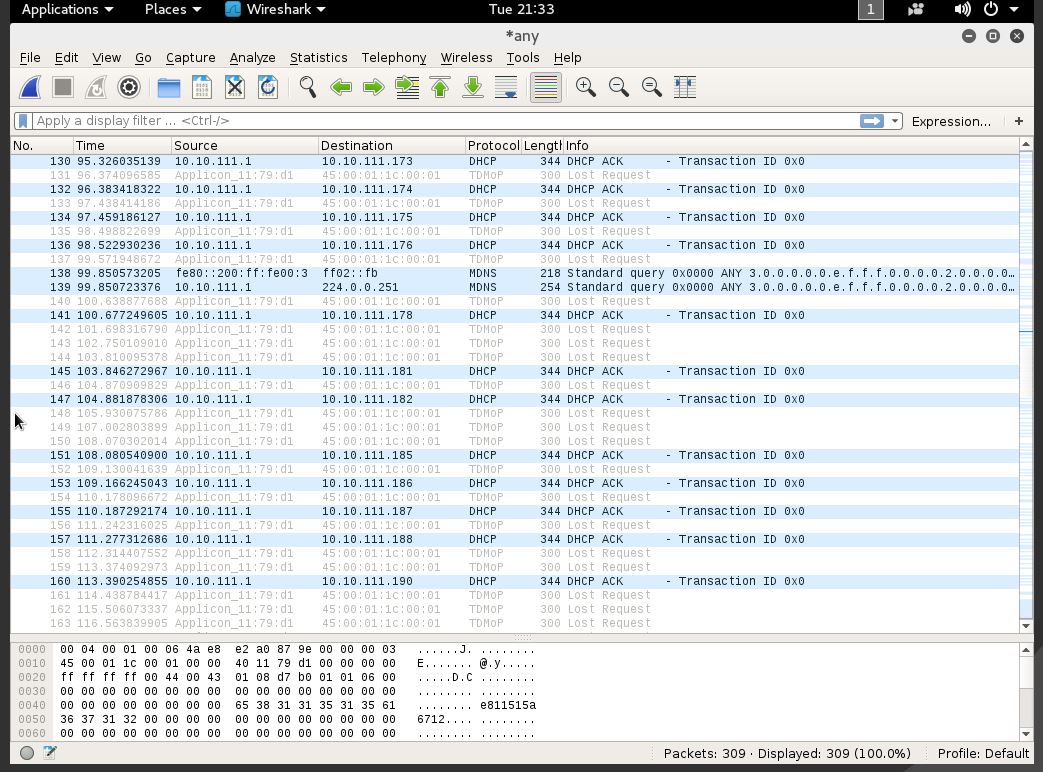 Applications Places Wireshark Tue 21:33 1
*any
File Edit View Go Capture Analyze Statistics Telephony Wireless Tools Help
Apply a display filter ... <Ctrl-/> Expression... +
No. Time Source Destination Protocol Length Info
130 95.326035139 10.10.111.1 10.10.111.173 DHCP 344 DHCP ACK - Transaction ID 0x0
131 96.374096585 Applicon_11:79:d1 45:00:01:1c:00:01 TDMoP 300 Lost Request
132 96.383418322 10.10.111.1 10.10.111.174 DHCP 344 DHCP ACK - Transaction ID 0x0
133 97.438414186 Applicon_11:79:d1 45:00:01:1c:00:01 TDMoP 300 Lost Request
134 97.459186127 10.10.111.1 10.10.111.175 DHCP 344 DHCP ACK - Transaction ID 0x0
135 98.498822699 Applicon_11:79:d1 45:00:01:1c:00:01 TDMoP 300 Lost Request
136 98.522930236 10.10.111.1 10.10.111.176 DHCP 344 DHCP ACK - Transaction ID 0x0
137 99.571948672 Applicon_11:79:d1 45:00:01:1c:00:01 TDMoP 300 Lost Request
138 99.850573205 fe80::200:ff:fe00:3 ff02::fb MDNS 218 Standard query 0x0000 ANY 3.0.0.0.0.0.e.f.f.f.0.0.0.0.2.0.0.0.0…
139 99.850723376 10.10.111.1 224.0.0.251 MDNS 254 Standard query 0x0000 ANY 3.0.0.0.0.0.e.f.f.f.0.0.0.0.2.0.0.0.0…
140 100.638877688 Applicon_11:79:d1 45:00:01:1c:00:01 TDMoP 300 Lost Request
141 100.677249605 10.10.111.1 10.10.111.178 DHCP 344 DHCP ACK - Transaction ID 0x0
142 101.698316790 Applicon_11:79:d1 45:00:01:1c:00:01 TDMoP 300 Lost Request
143 102.750109010 Applicon_11:79:d1 45:00:01:1c:00:01 TDMoP 300 Lost Request
144 103.810095378 Applicon_11:79:d1 45:00:01:1c:00:01 TDMoP 300 Lost Request
145 103.846272967 10.10.111.1 10.10.111.181 DHCP 344 DHCP ACK - Transaction ID 0x0
146 104.870909829 Applicon_11:79:d1 45:00:01:1c:00:01 TDMoP 300 Lost Request
147 104.881878306 10.10.111.1 10.10.111.182 DHCP 344 DHCP ACK - Transaction ID 0x0
148 105.930075786 Applicon_11:79:d1 45:00:01:1c:00:01 TDMoP 300 Lost Request
149 107.002803899 Applicon_11:79:d1 45:00:01:1c:00:01 TDMoP 300 Lost Request
150 108.070302014 Applicon_11:79:d1 45:00:01:1c:00:01 TDMoP 300 Lost Request
151 108.080540900 10.10.111.1 10.10.111.185 DHCP 344 DHCP ACK - Transaction ID 0x0
152 109.130041639 Applicon_11:79:d1 45:00:01:1c:00:01 TDMoP 300 Lost Request
153 109.166245043 10.10.111.1 10.10.111.186 DHCP 344 DHCP ACK - Transaction ID 0x0
154 110.178096672 Applicon_11:79:d1 45:00:01:1c:00:01 TDMoP 300 Lost Request
155 110.187292174 10.10.111.1 10.10.111.187 DHCP 344 DHCP ACK - Transaction ID 0x0
156 111.242316025 Applicon_11:79:d1 45:00:01:1c:00:01 TDMoP 300 Lost Request
157 111.277312686 10.10.111.1 10.10.111.188 DHCP 344 DHCP ACK - Transaction ID 0x0
158 112.314407552 Applicon_11:79:d1 45:00:01:1c:00:01 TDMoP 300 Lost Request
159 113.374092973 Applicon_11:79:d1 45:00:01:1c:00:01 TDMoP 300 Lost Request
160 113.390254855 10.10.111.1 10.10.111.190 DHCP 344 DHCP ACK - Transaction ID 0x0
161 114.438784417 Applicon_11:79:d1 45:00:01:1c:00:01 TDMoP 300 Lost Request
162 115.506073337 Applicon_11:79:d1 45:00:01:1c:00:01 TDMoP 300 Lost Request
163 116.563839905 Applicon_11:79:d1 45:00:01:1c:00:01 TDMoP 300 Lost Request
0000 00 04 00 01 00 06 4a e8 e2 a0 87 9e 00 00 00 03 ......J. ........
0010 45 00 01 1c 00 01 00 00 40 11 79 d1 00 00 00 00 E....... @.y.....
0020 ff ff ff ff 00 44 00 43 01 08 d7 b0 01 01 06 00 .....D.C ........
0030 00 00 00 00 00 00 00 00 00 00 00 00 00 00 00 00 ........ ........
0040 00 00 00 00 00 00 00 00 65 38 31 31 35 31 35 61 ........ e811515a
0050 36 37 31 32 00 00 00 00 00 00 00 00 00 00 00 00 6712.... ........
0060 00 00 00 00 00 00 00 00 00 00 00 00 00 00 00 00 ........ ........
Packets: 309 · Displayed: 309 (100.0%) Profile: Default